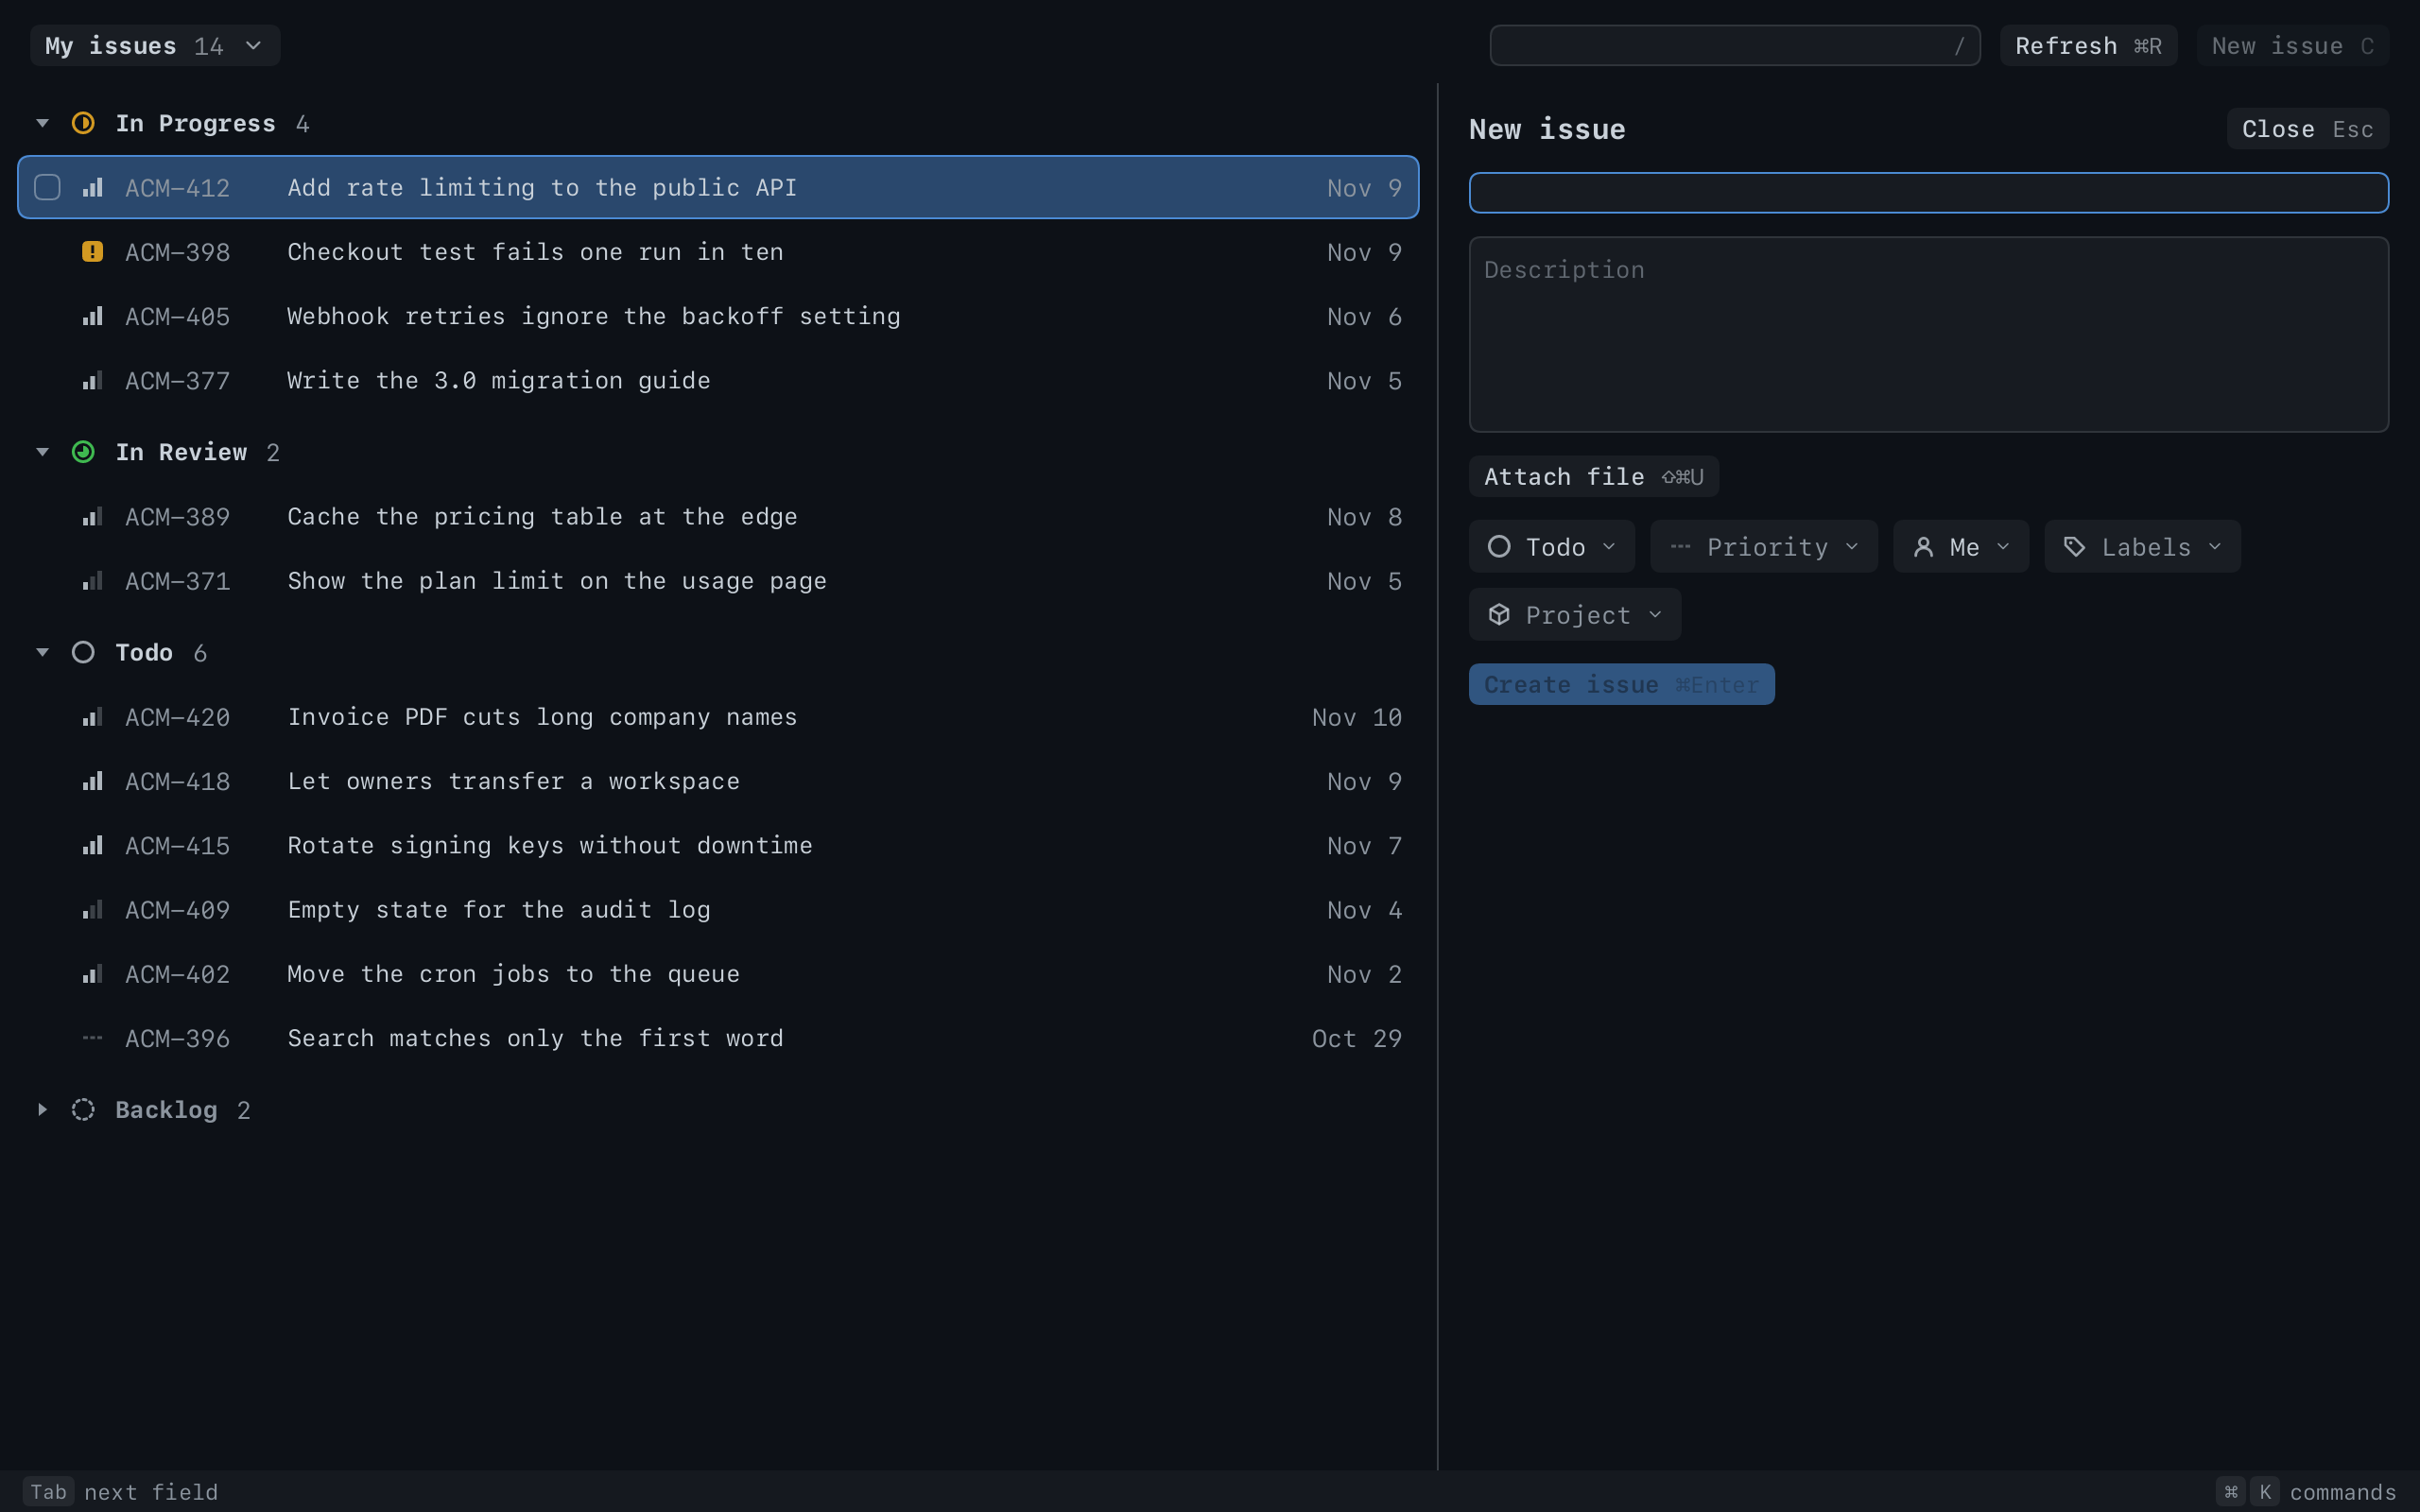 My issues 14
/
Refresh ⌘R
New issue C
In Progress 4
ACM-412 Add rate limiting to the public API Nov 9
ACM-398 Checkout test fails one run in ten Nov 9
ACM-405 Webhook retries ignore the backoff setting Nov 6
ACM-377 Write the 3.0 migration guide Nov 5
In Review 2
ACM-389 Cache the pricing table at the edge Nov 8
ACM-371 Show the plan limit on the usage page Nov 5
Todo 6
ACM-420 Invoice PDF cuts long company names Nov 10
ACM-418 Let owners transfer a workspace Nov 9
ACM-415 Rotate signing keys without downtime Nov 7
ACM-409 Empty state for the audit log Nov 4
ACM-402 Move the cron jobs to the queue Nov 2
ACM-396 Search matches only the first word Oct 29
Backlog 2
New issue
Close Esc
Description
Attach file ⇧⌘U
Todo
Priority
Me
Labels
Project
Create issue ⌘Enter
Tab next field
⌘ K commands